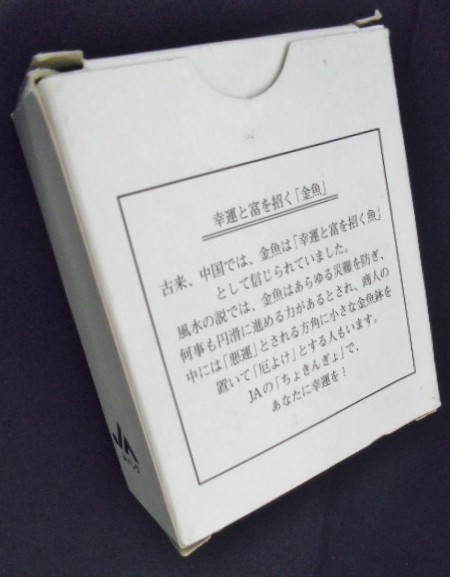 幸運と富を招く「金魚」
古来、中国では、金魚は「幸運と富を招く魚」
として信じられていました。
風水の説では、金魚はあらゆる災難を防ぎ、
何事も円滑に進める力があるとされ、商人の
中には「悪運」とされる方角に小さな金魚鉢を
置いて「厄よけ」とする人もいます。
JAの「ちょきんぎょ」で、
あなたに幸運を！
JA